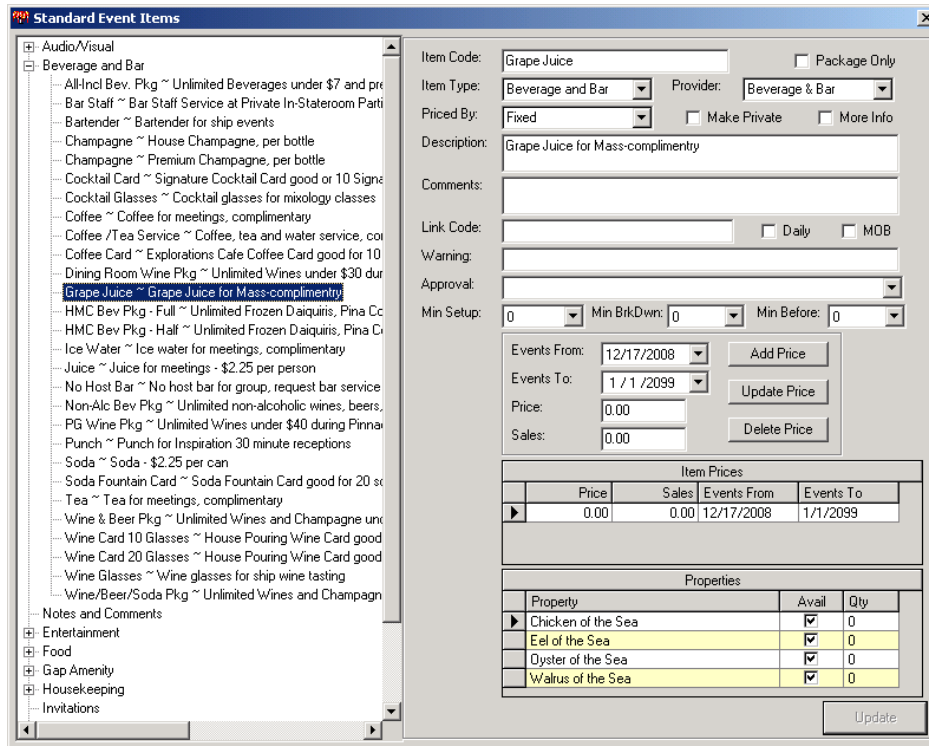 Standard Event Items
Audio/Visual
Beverage and Bar
All-Incl Bev. Pkg ~ Unlimited Beverages under $7 and pre
Bar Staff ~ Bar Staff Service at Private In-Stateroom Parti
Bartender ~ Bartender for ship events
Champagne ~ House Champagne, per bottle
Champagne ~ Premium Champagne, per bottle
Cocktail Card ~ Signature Cocktail Card good or 10 Signa
Cocktail Glasses ~ Cocktail glasses for mixology classes
Coffee ~ Coffee for meetings, complimentary
Coffee /Tea Service ~ Coffee, tea and water service, co
Coffee Card ~ Explorations Cafe Coffee Card good for 10
Dining Room Wine Pkg ~ Unlimited Wines under $30 dur
Grape Juice ~ Grape Juice for Mass-complimentry
HMC Bev Pkg - Full ~ Unlimited Frozen Daiquiris, Pina Co
HMC Bev Pkg - Half ~ Unlimited Frozen Daiquiris, Pina C
Ice Water ~ Ice water for meetings, complimentary
Juice ~ Juice for meetings - $2.25 per person
No Host Bar ~ No host bar for group, request bar service
Non-Alc Bev Pkg ~ Unlimited non-alcoholic wines, beers,
PG Wine Pkg ~ Unlimited Wines under $40 during Pinna
Punch ~ Punch for Inspiration 30 minute receptions
Soda ~ Soda - $2.25 per can
Soda Fountain Card ~ Soda Fountain Card good for 20 so
Tea ~ Tea for meetings, complimentary
Wine & Beer Pkg ~ Unlimited Wines and Champagne un
Wine Card 10 Glasses ~ House Pouring Wine Card good
Wine Card 20 Glasses ~ House Pouring Wine Card good
Wine Glasses ~ Wine glasses for ship wine tasting
Wine/Beer/Soda Pkg ~ Unlimited Wines and Champagn
Notes and Comments
Entertainment
Food
Gap Amenity
Housekeeping
Invitations
Item Code: Grape Juice Package Only
Item Type: Beverage and Bar Provider: Beverage & Bar
Priced By: Fixed Make Private More Info
Description: Grape Juice for Mass-complimentry
Comments:
Link Code: Daily MOB
Warning:
Approval:
Min Setup: 0 Min BrkDwn: 0 Min Before: 0
Events From: 12/17/2008 Add Price
Events To: 1 / 1 /2099 Update Price
Price: 0.00
Sales: 0.00 Delete Price
Item Prices
Price Sales Events From Events To
0.00 0.00 12/17/2008 1/1/2099
Properties
Property Avail Qty
Chicken of the Sea 0
Eel of the Sea 0
Oyster of the Sea 0
Walrus of the Sea 0
Update